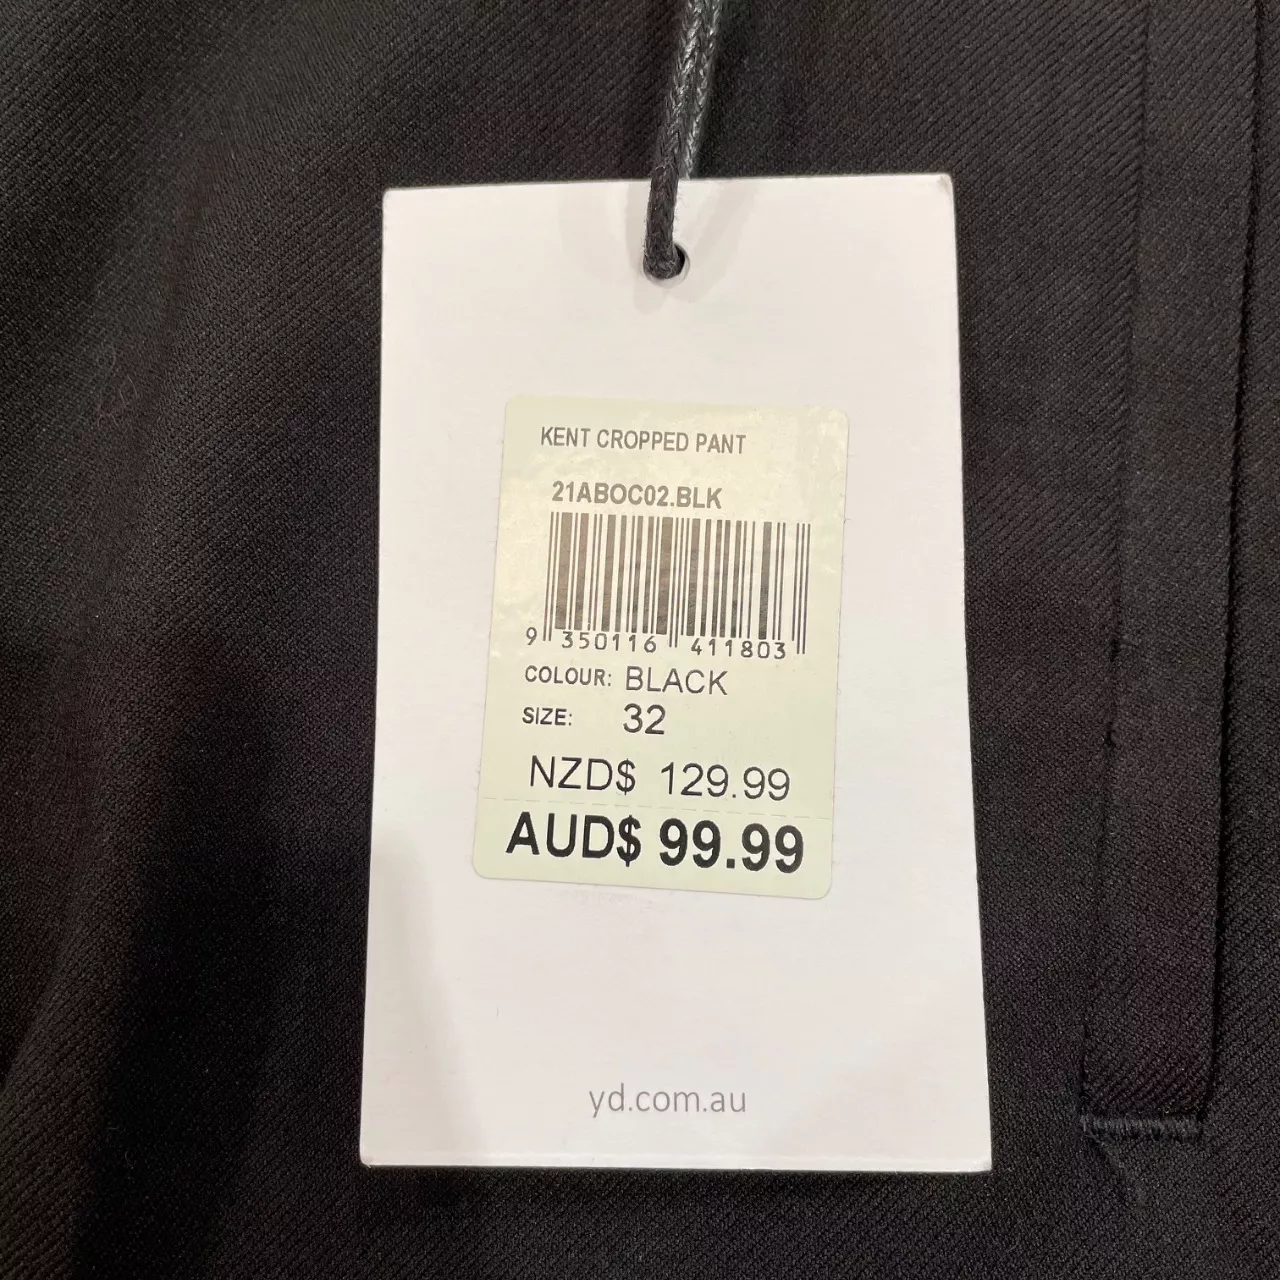 KENT CROPPED PANT
21ABOC02.BLK
9 350116 411803
COLOUR: BLACK
SIZE: 32
NZD$ 129.99
AUD$ 99.99
yd.com.au